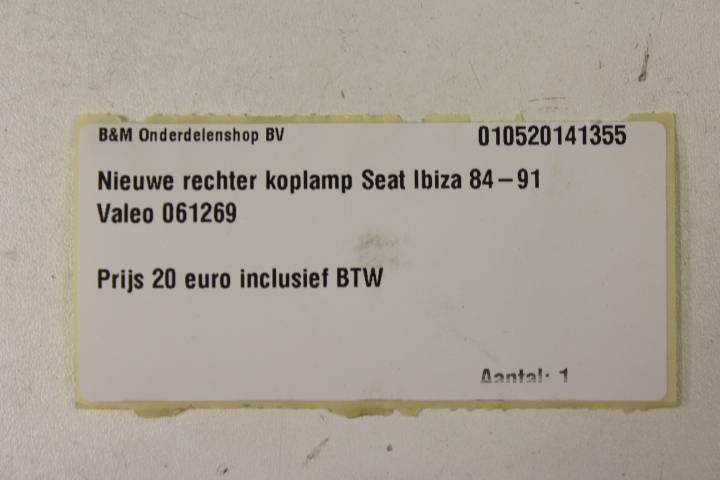 B&M Onderdelenshop BV 010520141355
Nieuwe rechter koplamp Seat Ibiza 84-91
Valeo 061269
Prijs 20 euro inclusief BTW
Aantal: 1